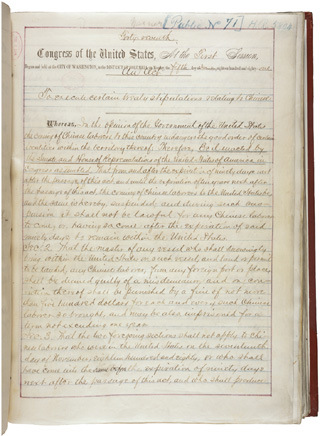 Public No 71
Forty-seventh
Congress of the United States, At the First Session,
Begun and held at the CITY OF WASHINGTON, in the DISTRICT OF COLUMBIA, on Monday the fifth day of December, eighteen hundred and eighty-one
An Act
To execute certain treaty stipulations relating to Chinese.
Whereas, In the opinion of the Government of the United States
the coming of Chinese laborers to this country endangers the good order of certain
localities within the territory thereof: Therefore, Be it enacted by
the Senate and House of Representatives of the United States of America in
Congress assembled, That from and after the expiration of ninety days next
after the passage of this act, and until the expiration of ten years next after
the passage of this act, the coming of Chinese laborers to the United States be,
and the same is hereby, suspended; and during such sus-
pension it shall not be lawful for any Chinese laborer
to come, or, having so come after the expiration of said
ninety days, to remain within the United States.
Sec. 2. That the master of any vessel who shall knowingly
bring within the United States on such vessel, and land or permit
to be landed, any Chinese laborer, from any foreign port or place,
shall be deemed guilty of a misdemeanor, and on con-
viction thereof shall be punished by a fine of not more
than five hundred dollars for each and every such Chinese
laborer so brought, and may be also imprisoned for a
term not exceeding one year.
Sec. 3. That the two foregoing sections shall not apply to Chi-
nese laborers who were in the United States on the seventeenth
day of November, eighteen hundred and eighty, or who shall
have come into the same before the expiration of ninety days
next after the passage of this act, and who shall produce